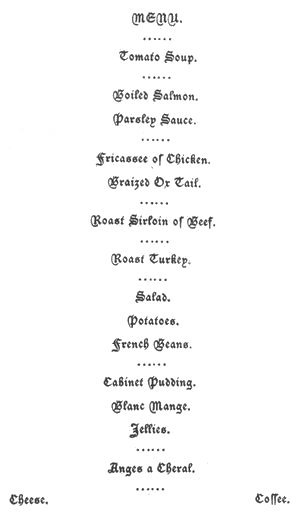 MENU.
Tomato Soup.
Boiled Salmon.
Parsley Sauce.
Fricassee of Chicken.
Braized Ox Tail.
Roast Sirloin of Beef.
Roast Turkey.
Salad.
Potatoes.
French Beans.
Cabinet Pudding.
Blanc Mange.
Jellies.
Anges a Cheral.
Cheese. Coffee.